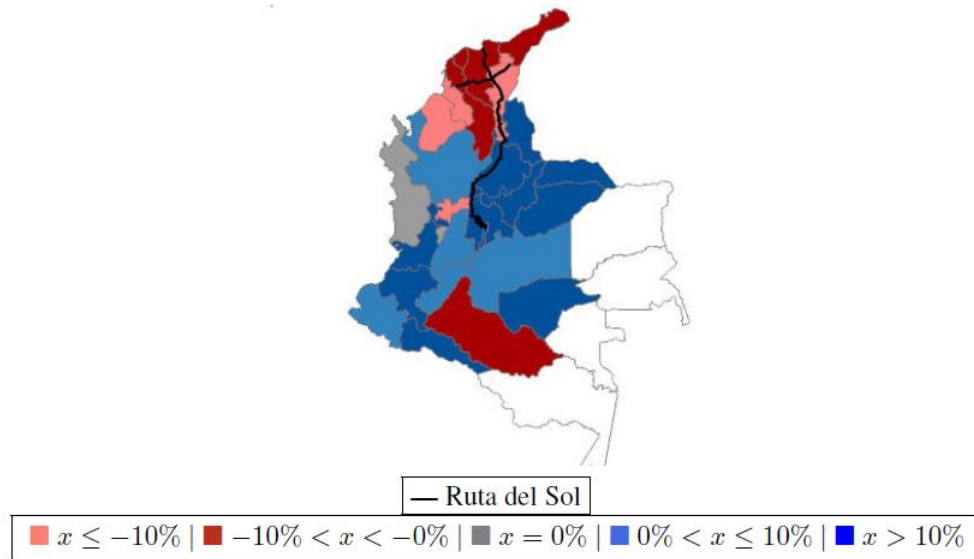 — Ruta del Sol
x ≤ −10% | −10% < x < −0% | x = 0% | 0% < x ≤ 10% | x > 10%